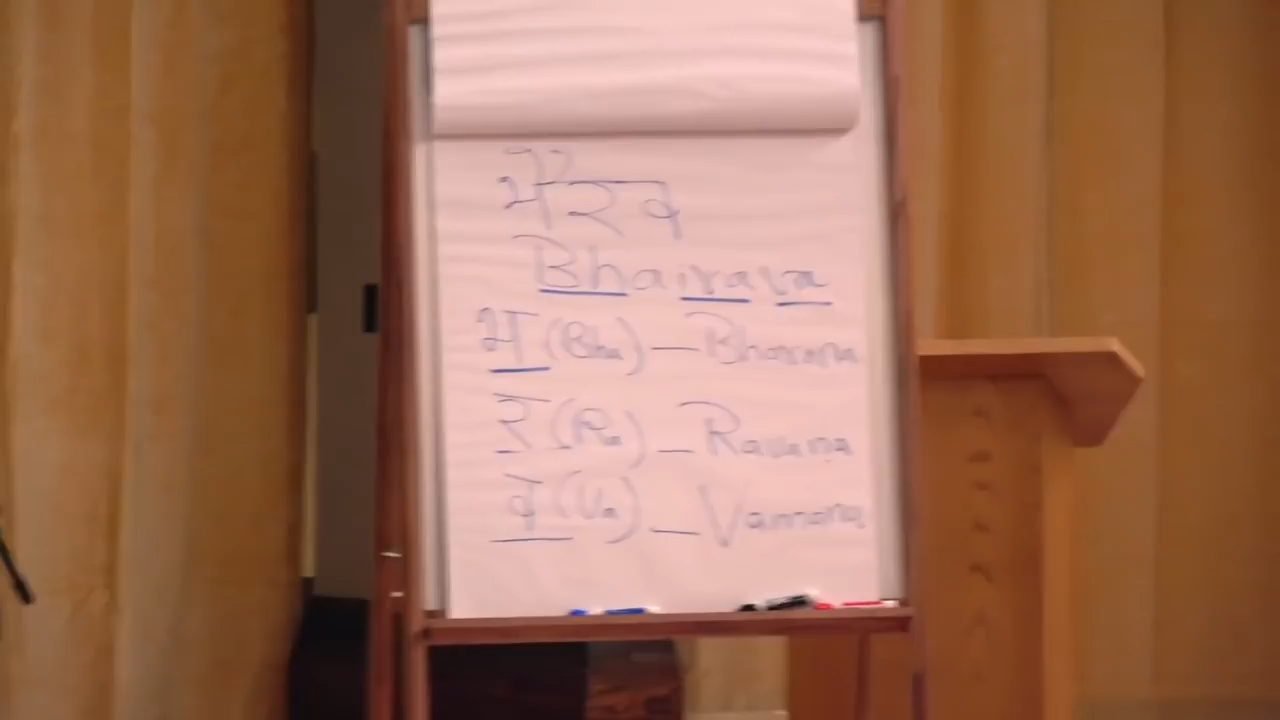 भैरव
Bhairava
भ (Bha) — Bharana
र (Ra) — Ravana
व (Va) — Vamana